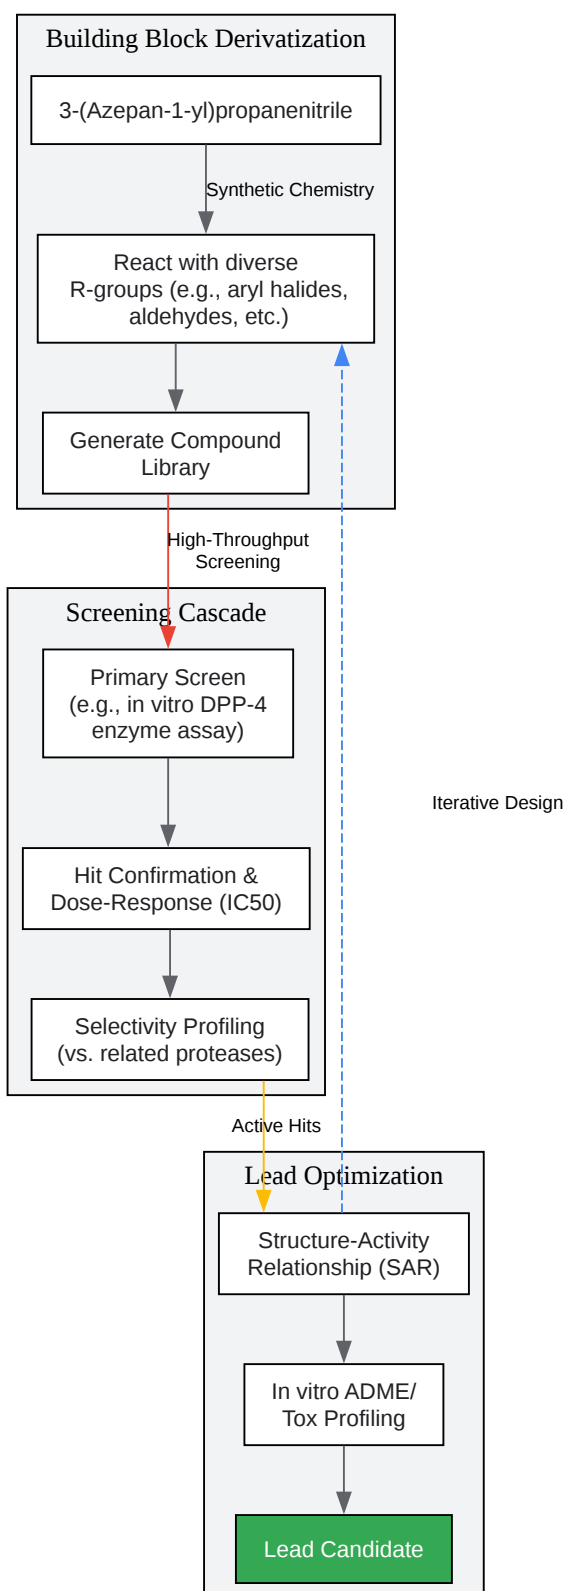 Building Block Derivatization
3-(Azepan-1-yl)propanenitrile
Synthetic Chemistry
React with diverse
R-groups (e.g., aryl halides,
aldehydes, etc.)
Generate Compound
Library
High-Throughput
Screening
Screening Cascade
Primary Screen
(e.g., in vitro DPP-4
enzyme assay)
Iterative Design
Hit Confirmation &
Dose-Response (IC50)
Selectivity Profiling
(vs. related proteases)
Active Hits
Lead Optimization
Structure-Activity
Relationship (SAR)
In vitro ADME/
Tox Profiling
Lead Candidate